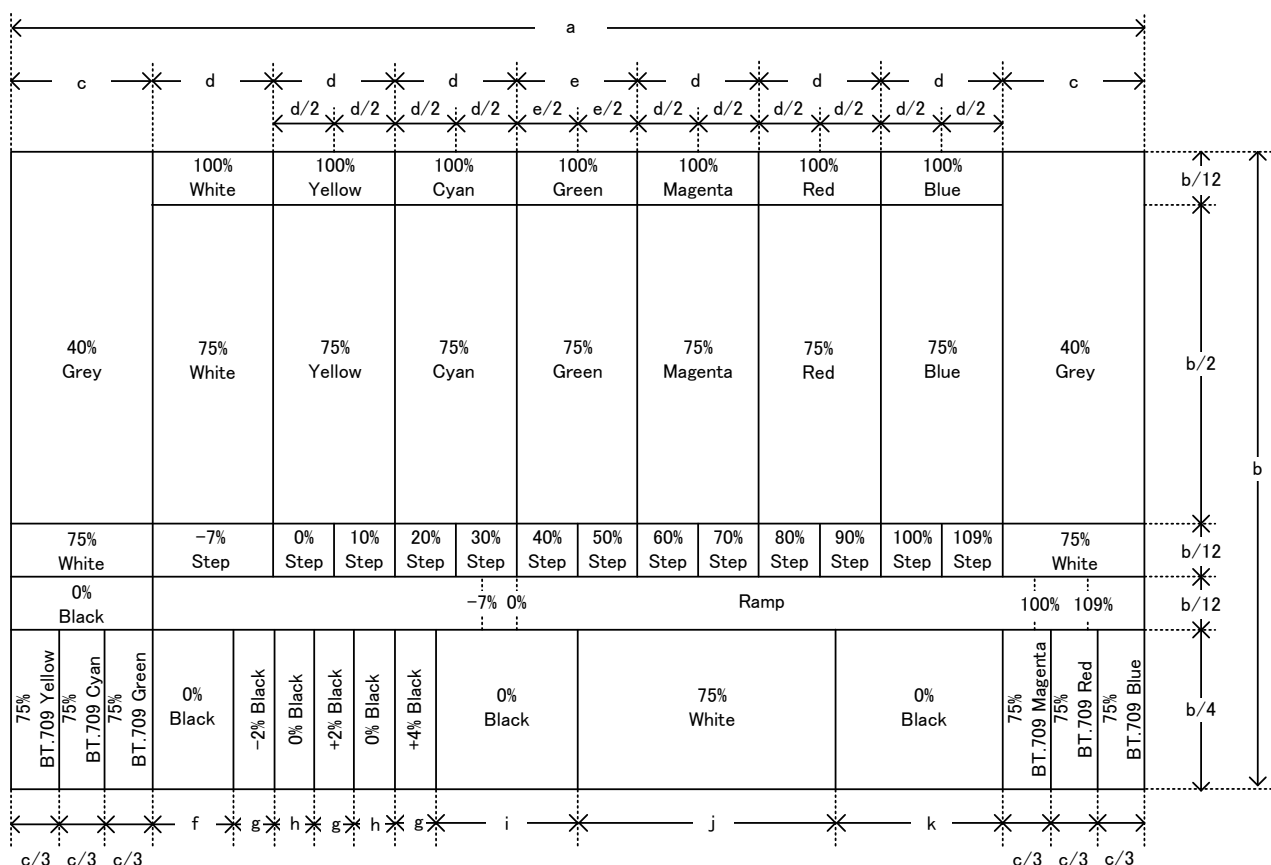 a
c d d d e d d d c
d/2 d/2 d/2 d/2 e/2 e/2 d/2 d/2 d/2 d/2 d/2 d/2
100% 100% 100% 100% 100% 100% 100%
White Yellow Cyan Green Magenta Red Blue
b/12
40% 75% 75% 75% 75% 75% 75% 75% 40%
Grey White Yellow Cyan Green Magenta Red Blue Grey
b/2
b
75% -7% 0% 10% 20% 30% 40% 50% 60% 70% 80% 90% 100% 109% 75%
White Step Step Step Step Step Step Step Step Step Step Step Step Step White
b/12
0%
Black
-7% 0% Ramp 100% 109%
b/12
75%
BT.709 Yellow
75%
BT.709 Cyan
75%
BT.709 Green
0%
Black
-2% Black
0% Black
+2% Black
0% Black
+4% Black
0%
Black
75%
White
0%
Black
75%
BT.709 Magenta
75%
BT.709 Red
75%
BT.709 Blue
b/4
f g h g h g i j k
c/3 c/3 c/3 c/3 c/3 c/3